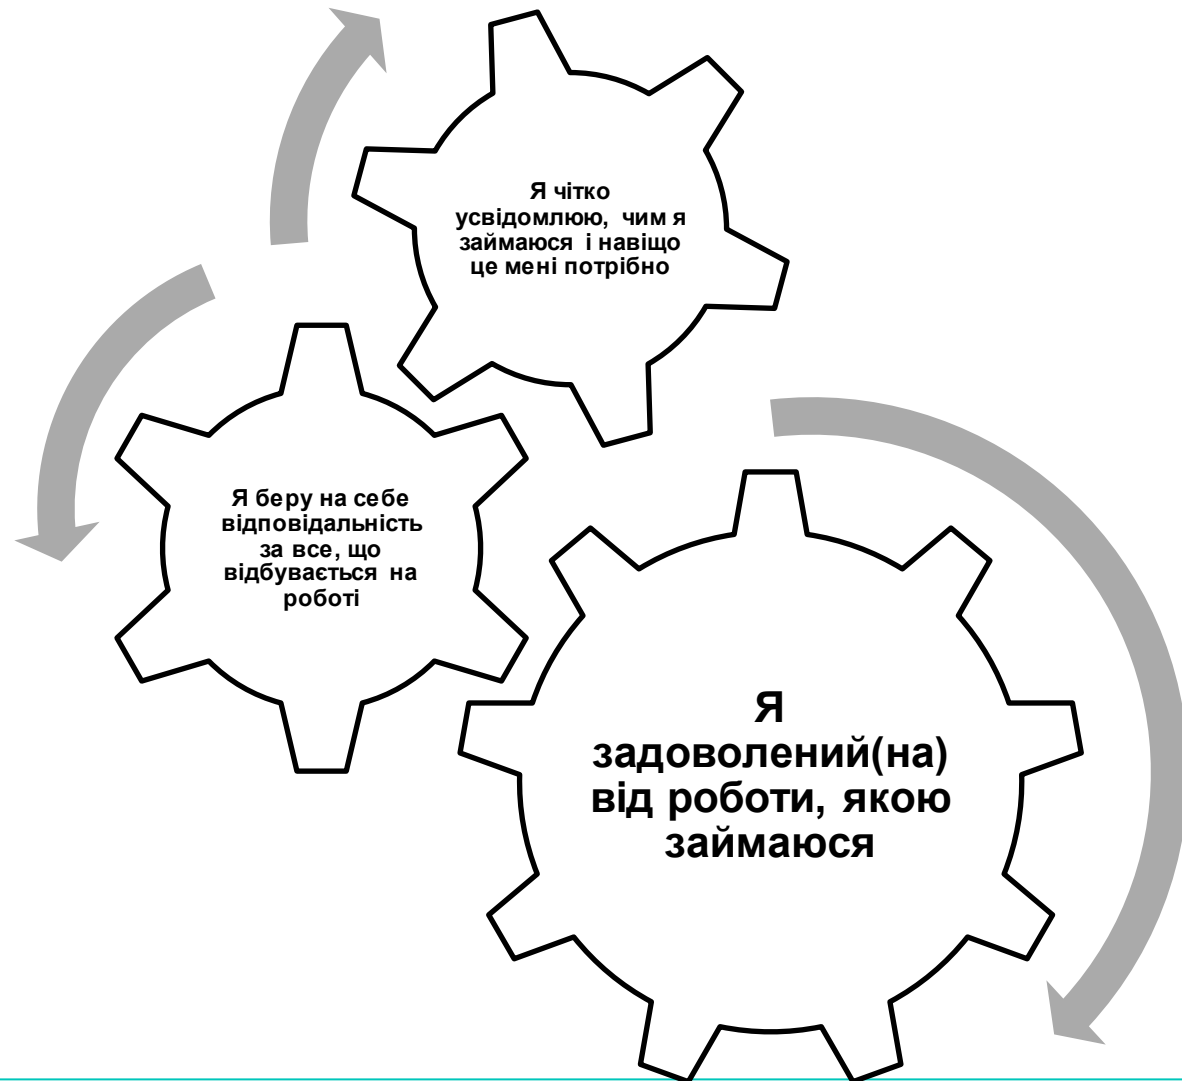 Я чітко
усвідомлюю, чим я
займаюся і навіщо
це мені потрібно
Я беру на себе
відповідальність
за все, що
відбувається на
роботі
Я
задоволений(на)
від роботи, якою
займаюся